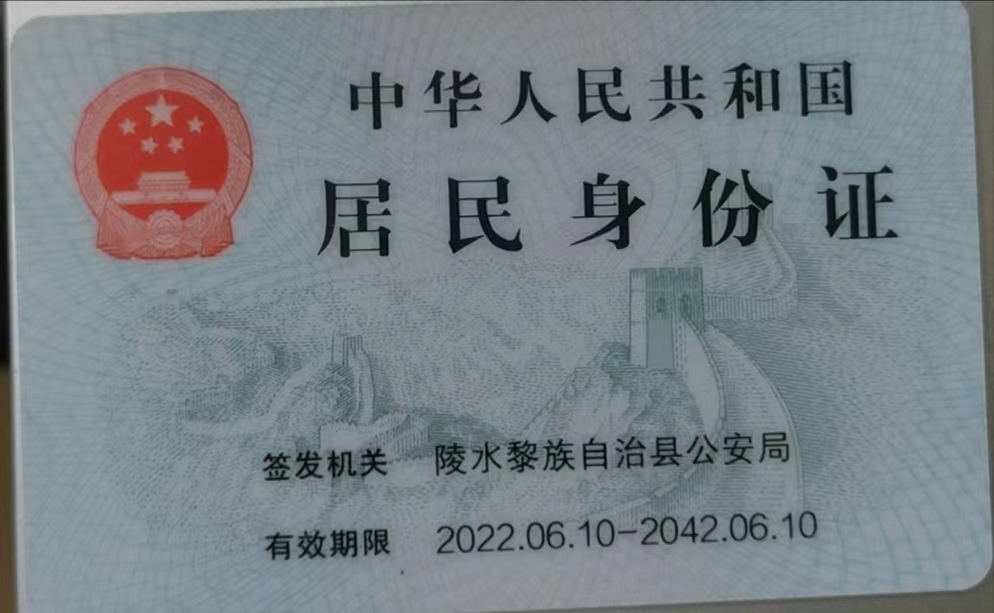 中华人民共和国
居民身份证
签发机关 陵水黎族自治县公安局
有效期限 2022.06.10-2042.06.10